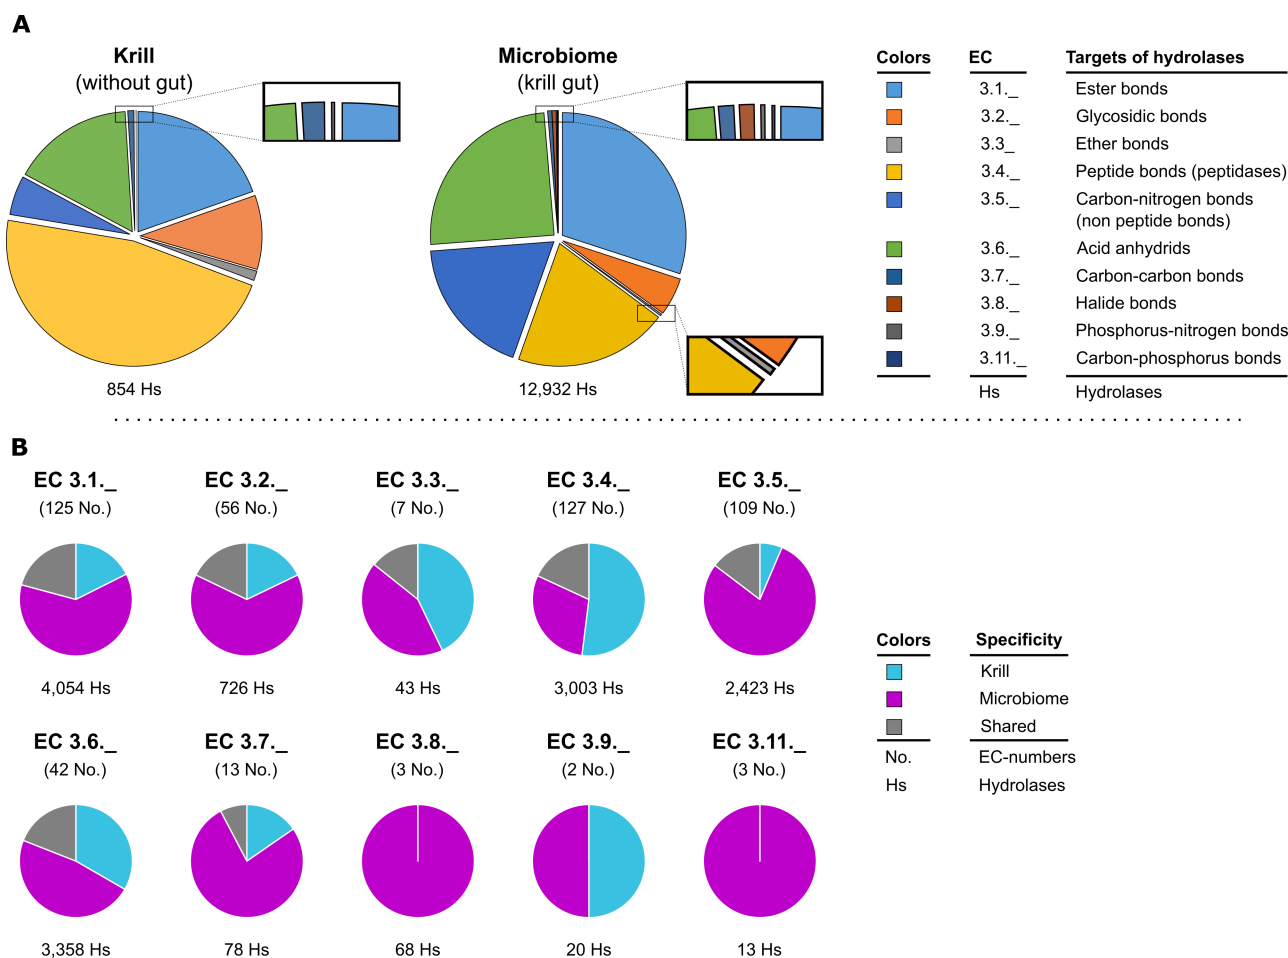 A
Krill
(without gut)
854 Hs
Microbiome
(krill gut)
12,932 Hs
Colors EC Targets of hydrolases
3.1._ Ester bonds
3.2._ Glycosidic bonds
3.3_ Ether bonds
3.4._ Peptide bonds (peptidases)
3.5._ Carbon-nitrogen bonds
(non peptide bonds)
3.6._ Acid anhydrids
3.7._ Carbon-carbon bonds
3.8._ Halide bonds
3.9._ Phosphorus-nitrogen bonds
3.11._ Carbon-phosphorus bonds
Hs Hydrolases
B
EC 3.1._ EC 3.2._ EC 3.3._ EC 3.4._ EC 3.5._
(125 No.) (56 No.) (7 No.) (127 No.) (109 No.)
4,054 Hs 726 Hs 43 Hs 3,003 Hs 2,423 Hs
EC 3.6._ EC 3.7._ EC 3.8._ EC 3.9._ EC 3.11._
(42 No.) (13 No.) (3 No.) (2 No.) (3 No.)
3,358 Hs 78 Hs 68 Hs 20 Hs 13 Hs
Colors Specificity
Krill
Microbiome
Shared
No. EC-numbers
Hs Hydrolases